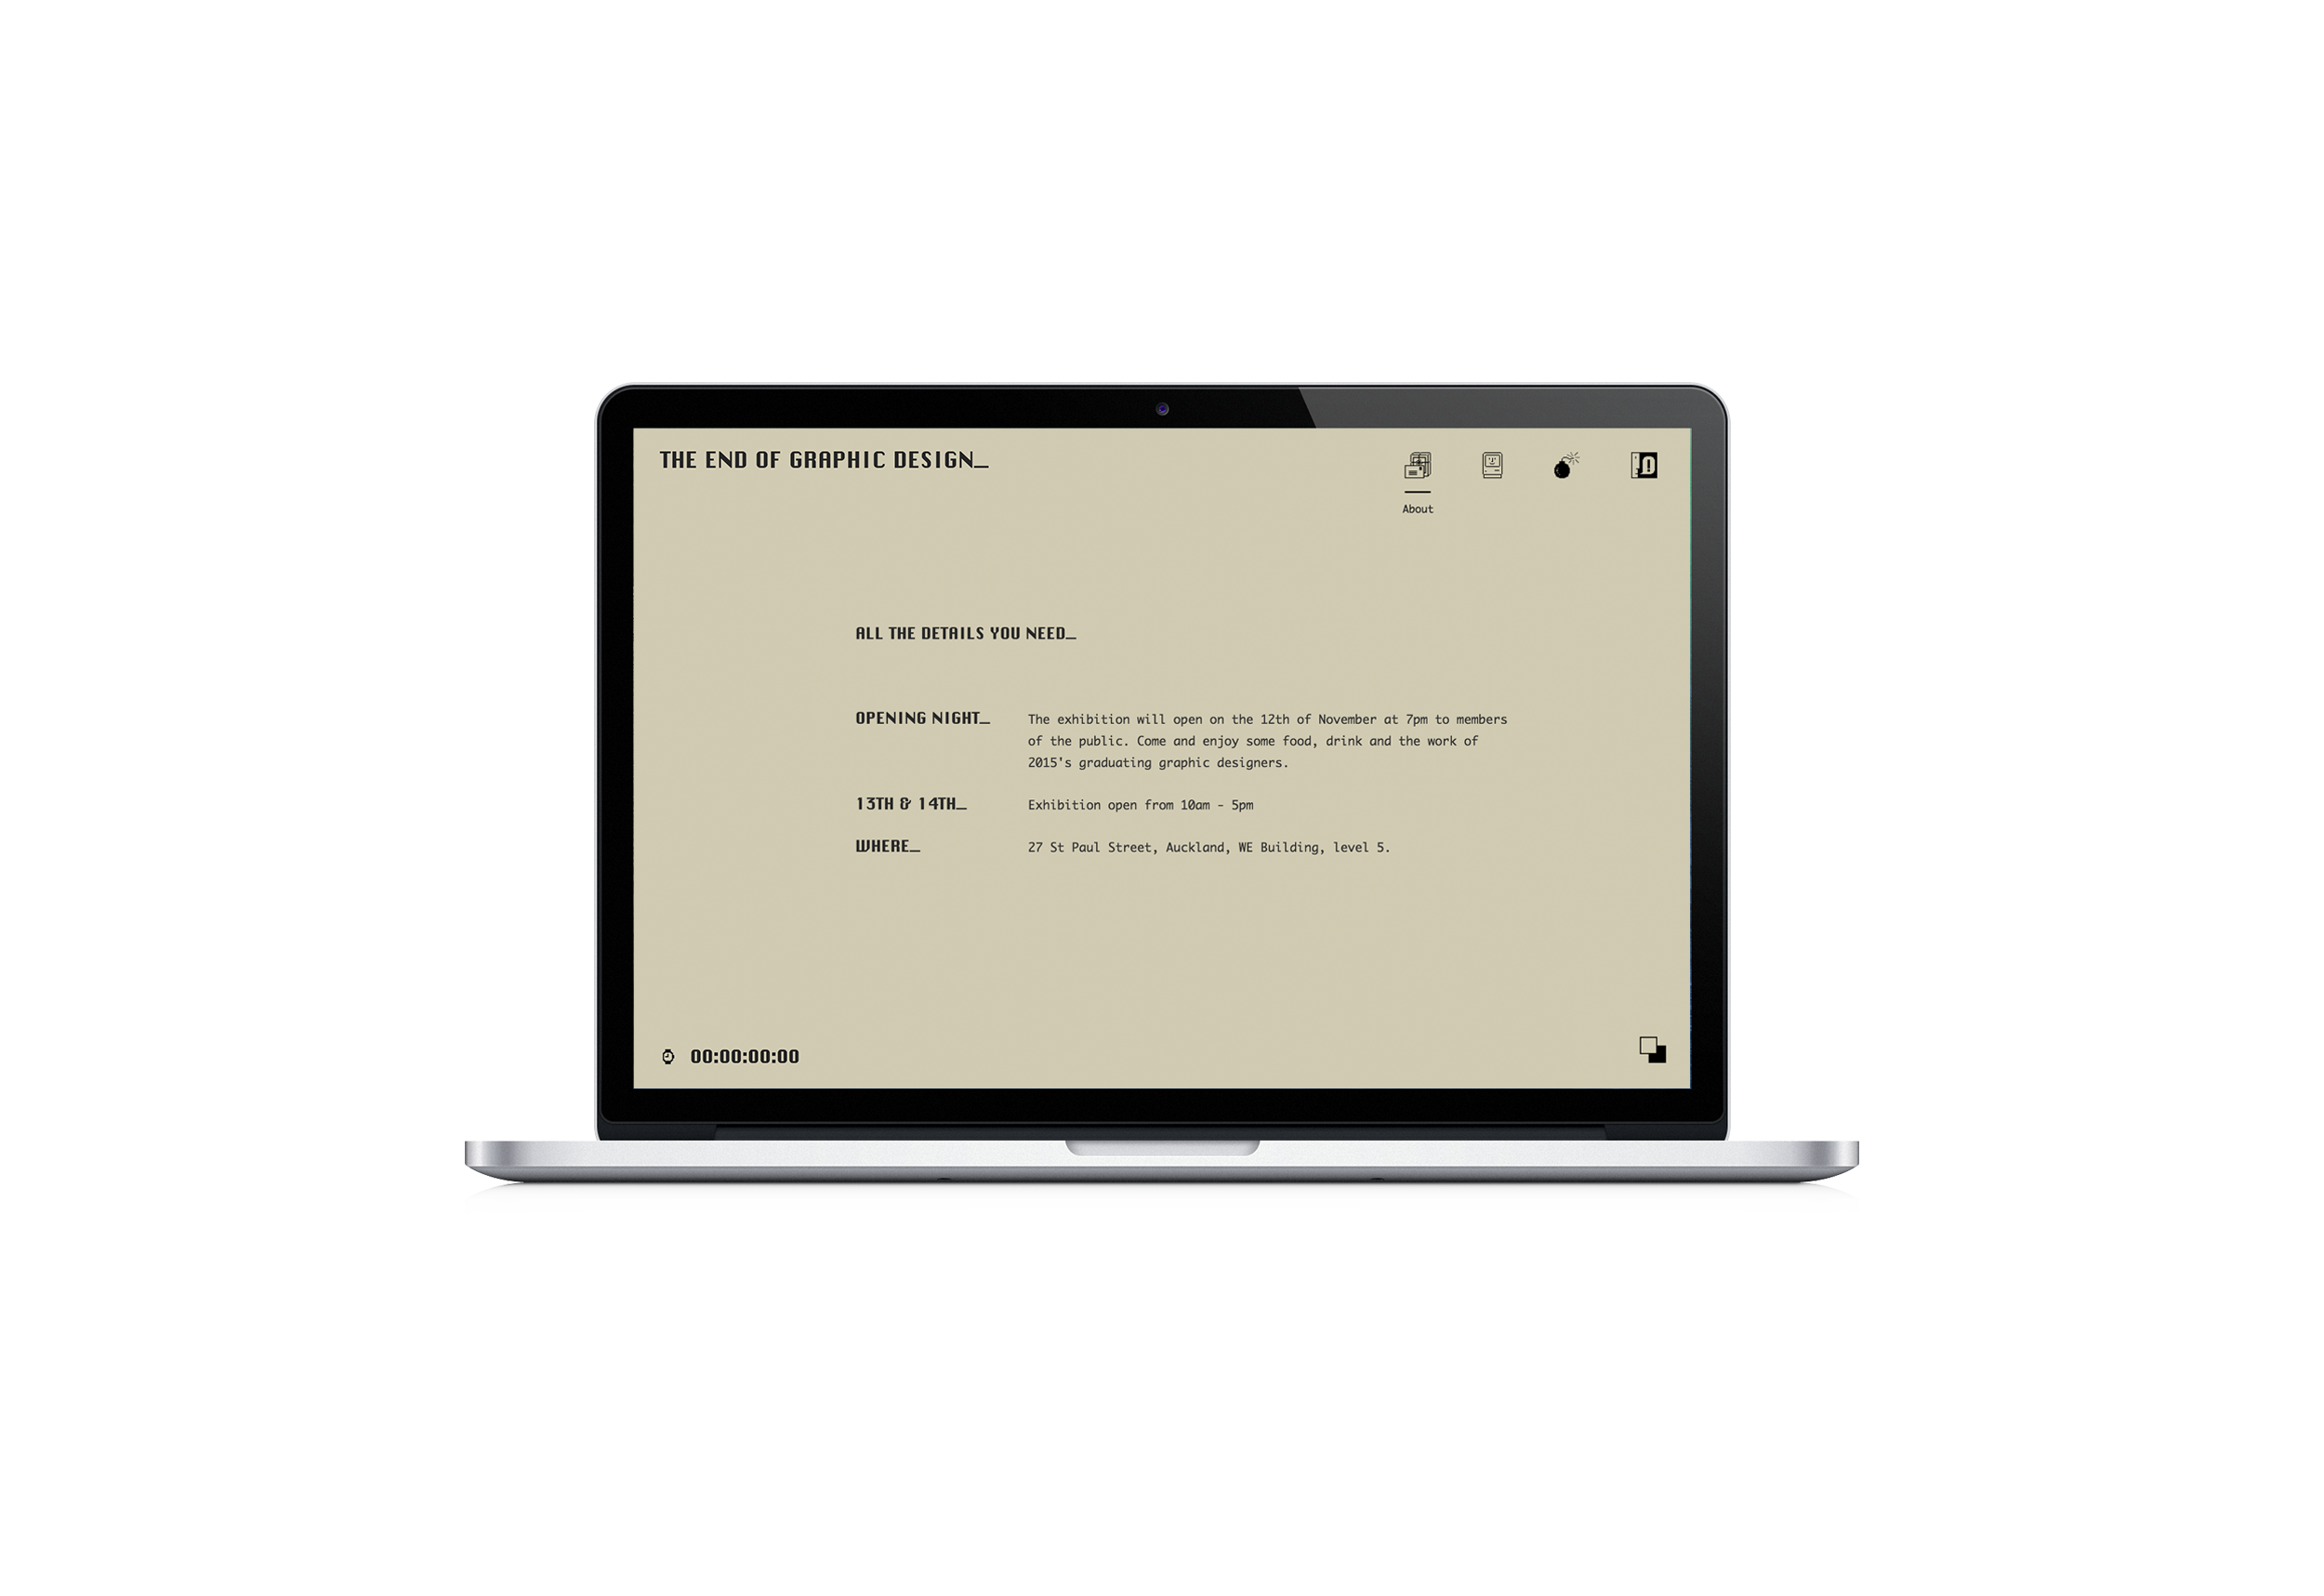 THE END OF GRAPHIC DESIGN_
About
ALL THE DETAILS YOU NEED_
OPENING NIGHT_
The exhibition will open on the 12th of November at 7pm to members
of the public. Come and enjoy some food, drink and the work of
2015's graduating graphic designers.
13TH & 14TH_
Exhibition open from 10am - 5pm
WHERE_
27 St Paul Street, Auckland, WE Building, level 5.
00:00:00:00